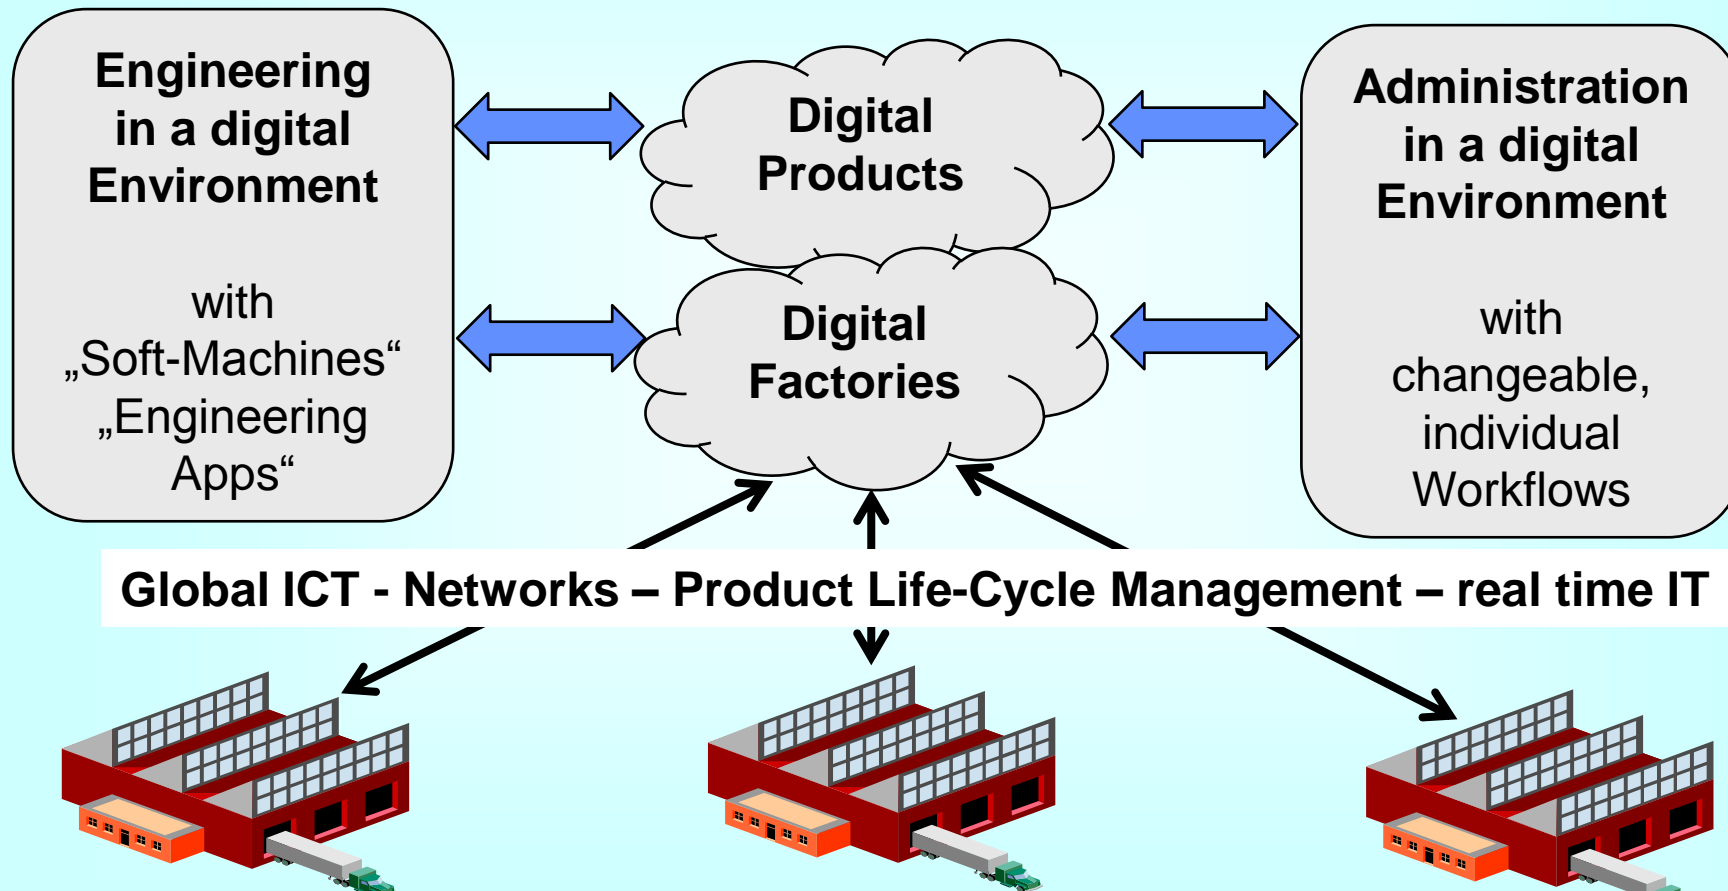 Engineering
in a digital
Environment
with
„Soft-Machines“
„Engineering
Apps“
Digital
Products
Digital
Factories
Administration
in a digital
Environment
with
changeable,
individual
Workflows
Global ICT - Networks – Product Life-Cycle Management – real time IT